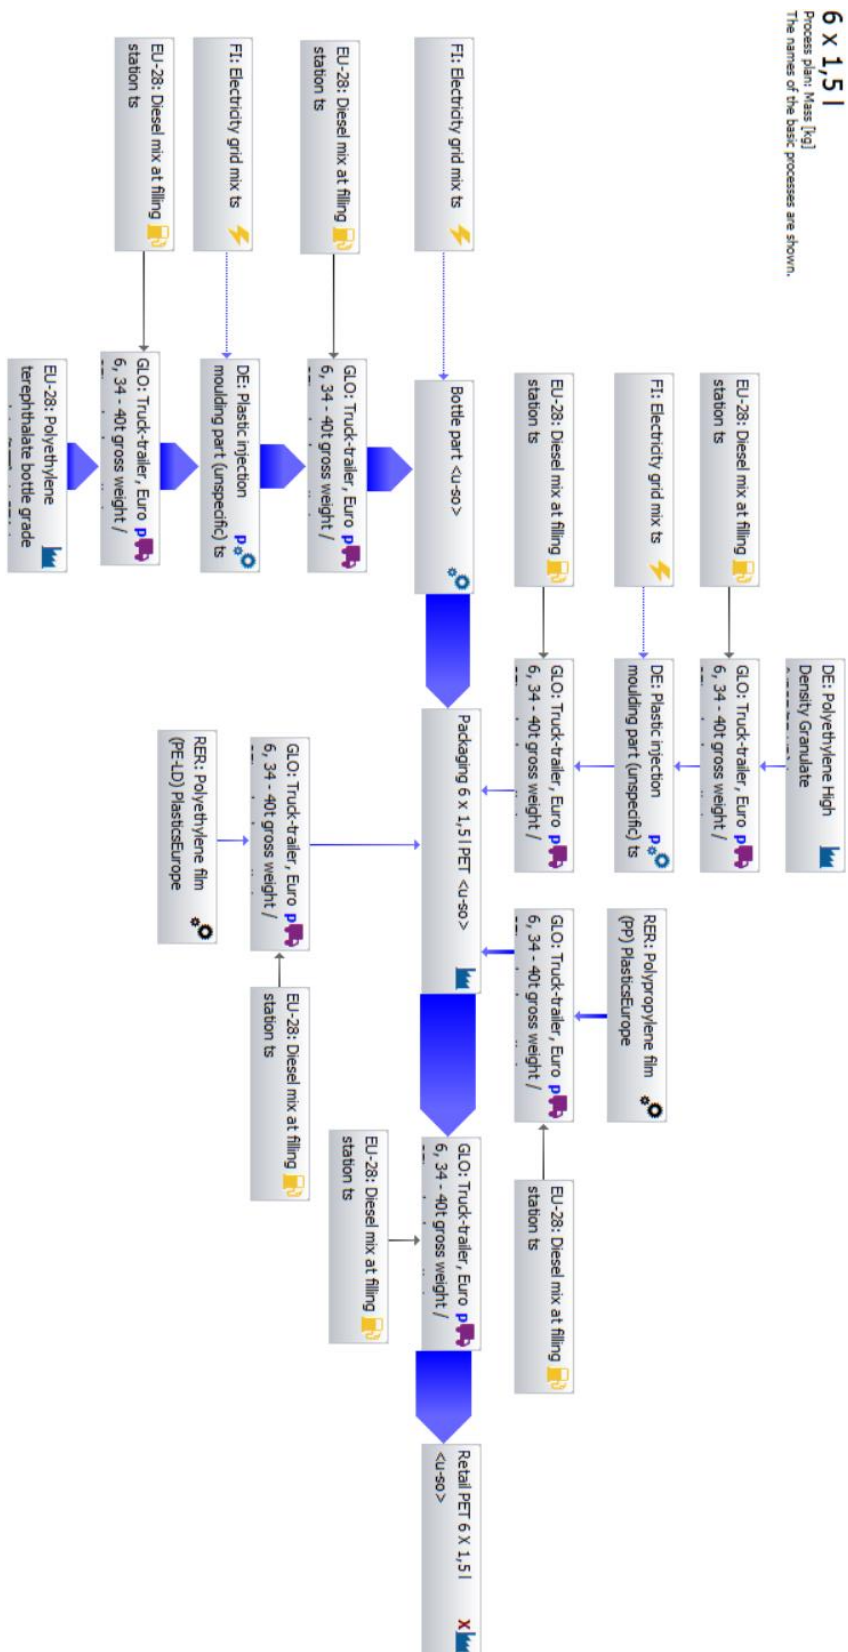 6 x 1,5 l
Process plan: Mass [kg]
The names of the basic processes are shown.
DE: Polyethylene High
Density Granulate
EU-28: Diesel mix at filling
station ts
GLO: Truck-trailer, Euro
6, 34 - 40t gross weight /
p
FI: Electricity grid mix ts
DE: Plastic injection
moulding part (unspecific) ts
p
RER: Polypropylene film
(PP) PlasticsEurope
EU-28: Diesel mix at filling
station ts
GLO: Truck-trailer, Euro
6, 34 - 40t gross weight /
p
GLO: Truck-trailer, Euro
6, 34 - 40t gross weight /
p
EU-28: Diesel mix at filling
station ts
FI: Electricity grid mix ts
Bottle part <u-so>
Packaging 6 x 1,5 l PET <u-so>
GLO: Truck-trailer, Euro
6, 34 - 40t gross weight /
p
Retail PET 6 X 1,5 l
<u-so>
X
EU-28: Diesel mix at filling
station ts
GLO: Truck-trailer, Euro
6, 34 - 40t gross weight /
p
EU-28: Diesel mix at filling
station ts
GLO: Truck-trailer, Euro
6, 34 - 40t gross weight /
p
EU-28: Diesel mix at filling
station ts
FI: Electricity grid mix ts
DE: Plastic injection
moulding part (unspecific) ts
p
RER: Polyethylene film
(PE-LD) PlasticsEurope
EU-28: Diesel mix at filling
station ts
GLO: Truck-trailer, Euro
6, 34 - 40t gross weight /
p
EU-28: Polyethylene
terephthalate bottle grade